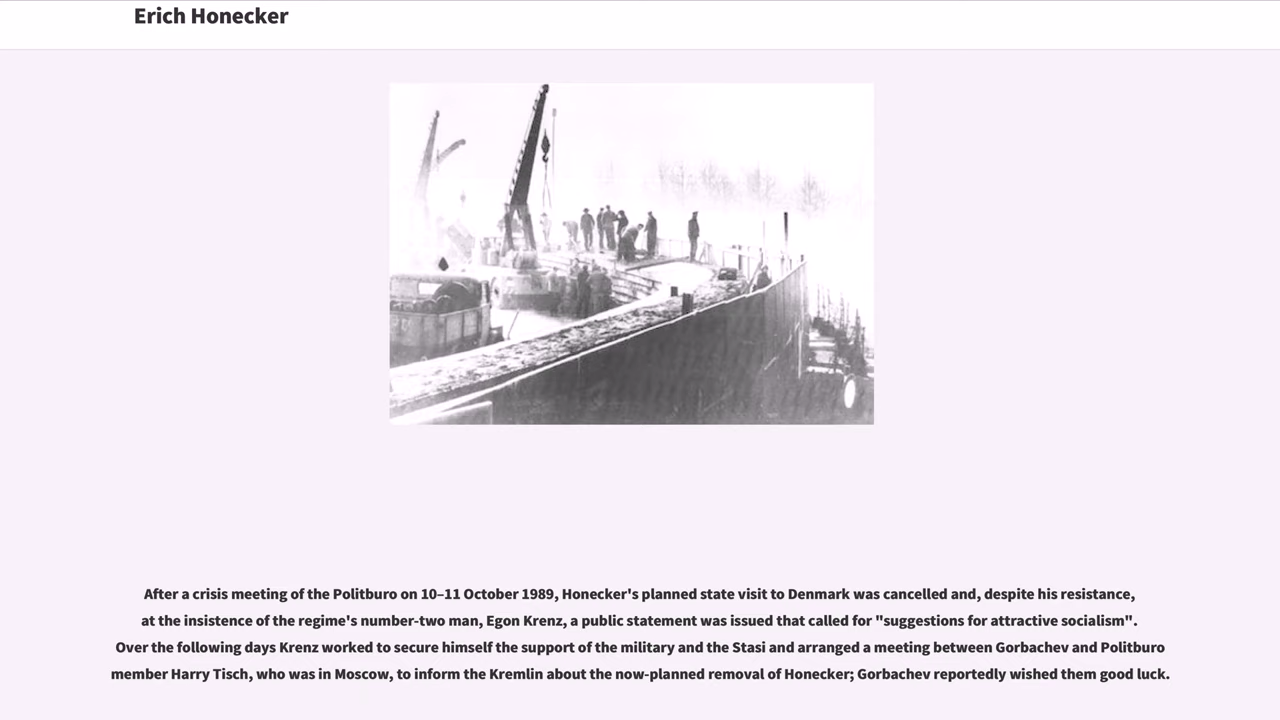 Erich Honecker
After a crisis meeting of the Politburo on 10–11 October 1989, Honecker's planned state visit to Denmark was cancelled and, despite his resistance,
at the insistence of the regime's number-two man, Egon Krenz, a public statement was issued that called for "suggestions for attractive socialism".
Over the following days Krenz worked to secure himself the support of the military and the Stasi and arranged a meeting between Gorbachev and Politburo
member Harry Tisch, who was in Moscow, to inform the Kremlin about the now-planned removal of Honecker; Gorbachev reportedly wished them good luck.